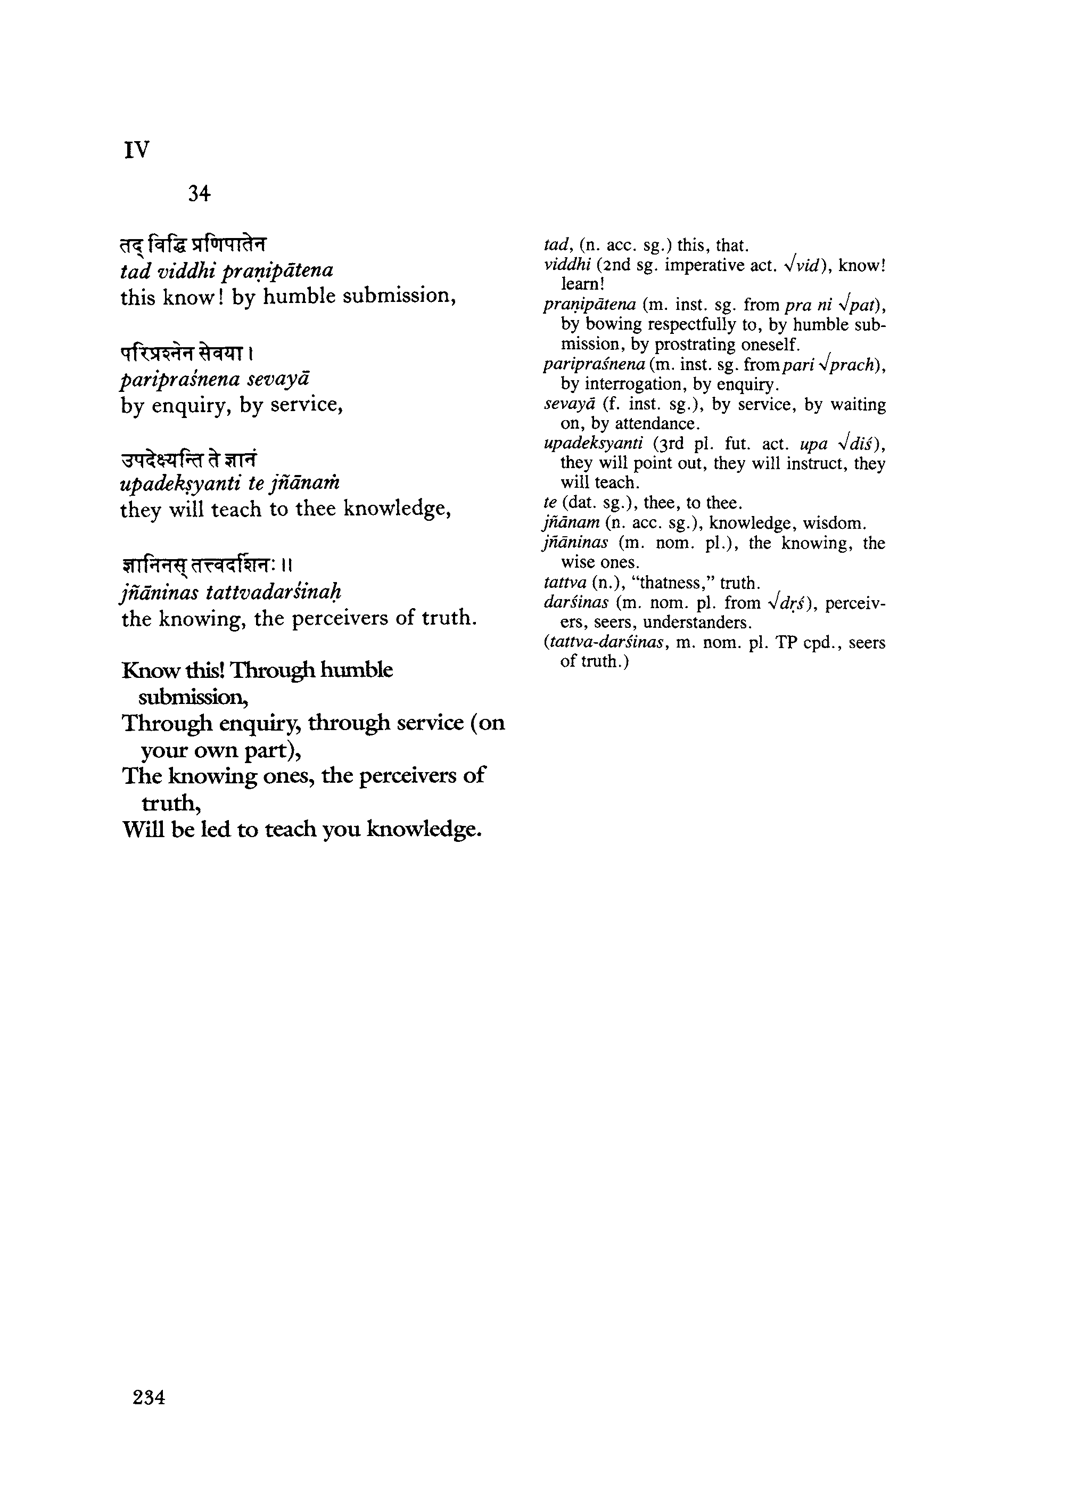 IV
34
तद् विद्धि प्रणिपातेन
tad viddhi praṇipātena
this know! by humble submission,
परिप्रश्नेन सेवया ।
paripraśnena sevayā
by enquiry, by service,
उपदेक्ष्यन्ति ते ज्ञानं
upadekṣyanti te jñānaṁ
they will teach to thee knowledge,
ज्ञानिनस् तत्त्वदर्शिनः ॥
jñāninas tattvadarśinaḥ
the knowing, the perceivers of truth.
Know this! Through humble
submission,
Through enquiry, through service (on
your own part),
The knowing ones, the perceivers of
truth,
Will be led to teach you knowledge.
tad, (n. acc. sg.) this, that.
viddhi (2nd sg. imperative act. √vid), know!
learn!
praṇipātena (m. inst. sg. from pra ni √pat),
by bowing respectfully to, by humble sub-
mission, by prostrating oneself.
paripraśnena (m. inst. sg. from pari √prach),
by interrogation, by enquiry.
sevayā (f. inst. sg.), by service, by waiting
on, by attendance.
upadeksyanti (3rd pl. fut. act. upa √diś),
they will point out, they will instruct, they
will teach.
te (dat. sg.), thee, to thee.
jñānam (n. acc. sg.), knowledge, wisdom.
jñāninas (m. nom. pl.), the knowing, the
wise ones.
tattva (n.), “thatness,” truth.
darśinas (m. nom. pl. from √dṛś), perceiv-
ers, seers, understanders.
(tattva-darśinas, m. nom. pl. TP cpd., seers
of truth.)
234